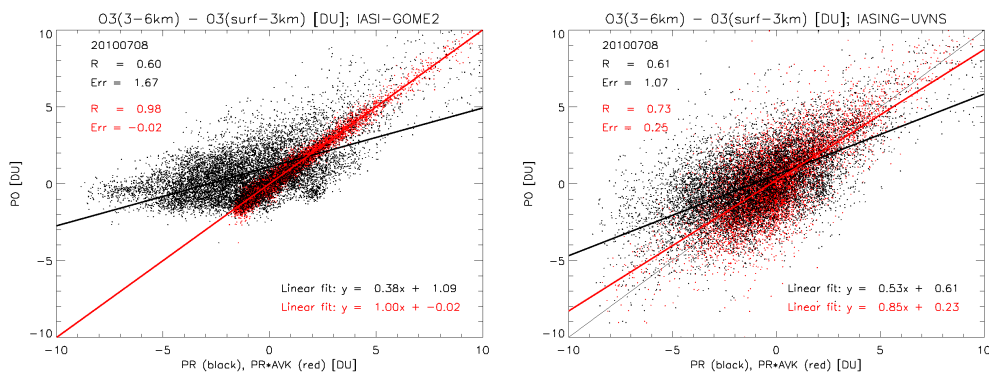 O3(3-6km) - O3(surf-3km) [DU]; IASI-GOME2
10
5
0
-5
-10
PO [DU]
20100708
R = 0.60
Err = 1.67
R = 0.98
Err = -0.02
Linear fit: y = 0.38x + 1.09
Linear fit: y = 1.00x + -0.02
-10 -5 0 5 10
PR (black), PR*AVK (red) [DU]
O3(3-6km) - O3(surf-3km) [DU]; IASING-UVNS
10
5
0
-5
-10
PO [DU]
20100708
R = 0.61
Err = 1.07
R = 0.73
Err = 0.25
Linear fit: y = 0.53x + 0.61
Linear fit: y = 0.85x + 0.23
-10 -5 0 5 10
PR (black), PR*AVK (red) [DU]